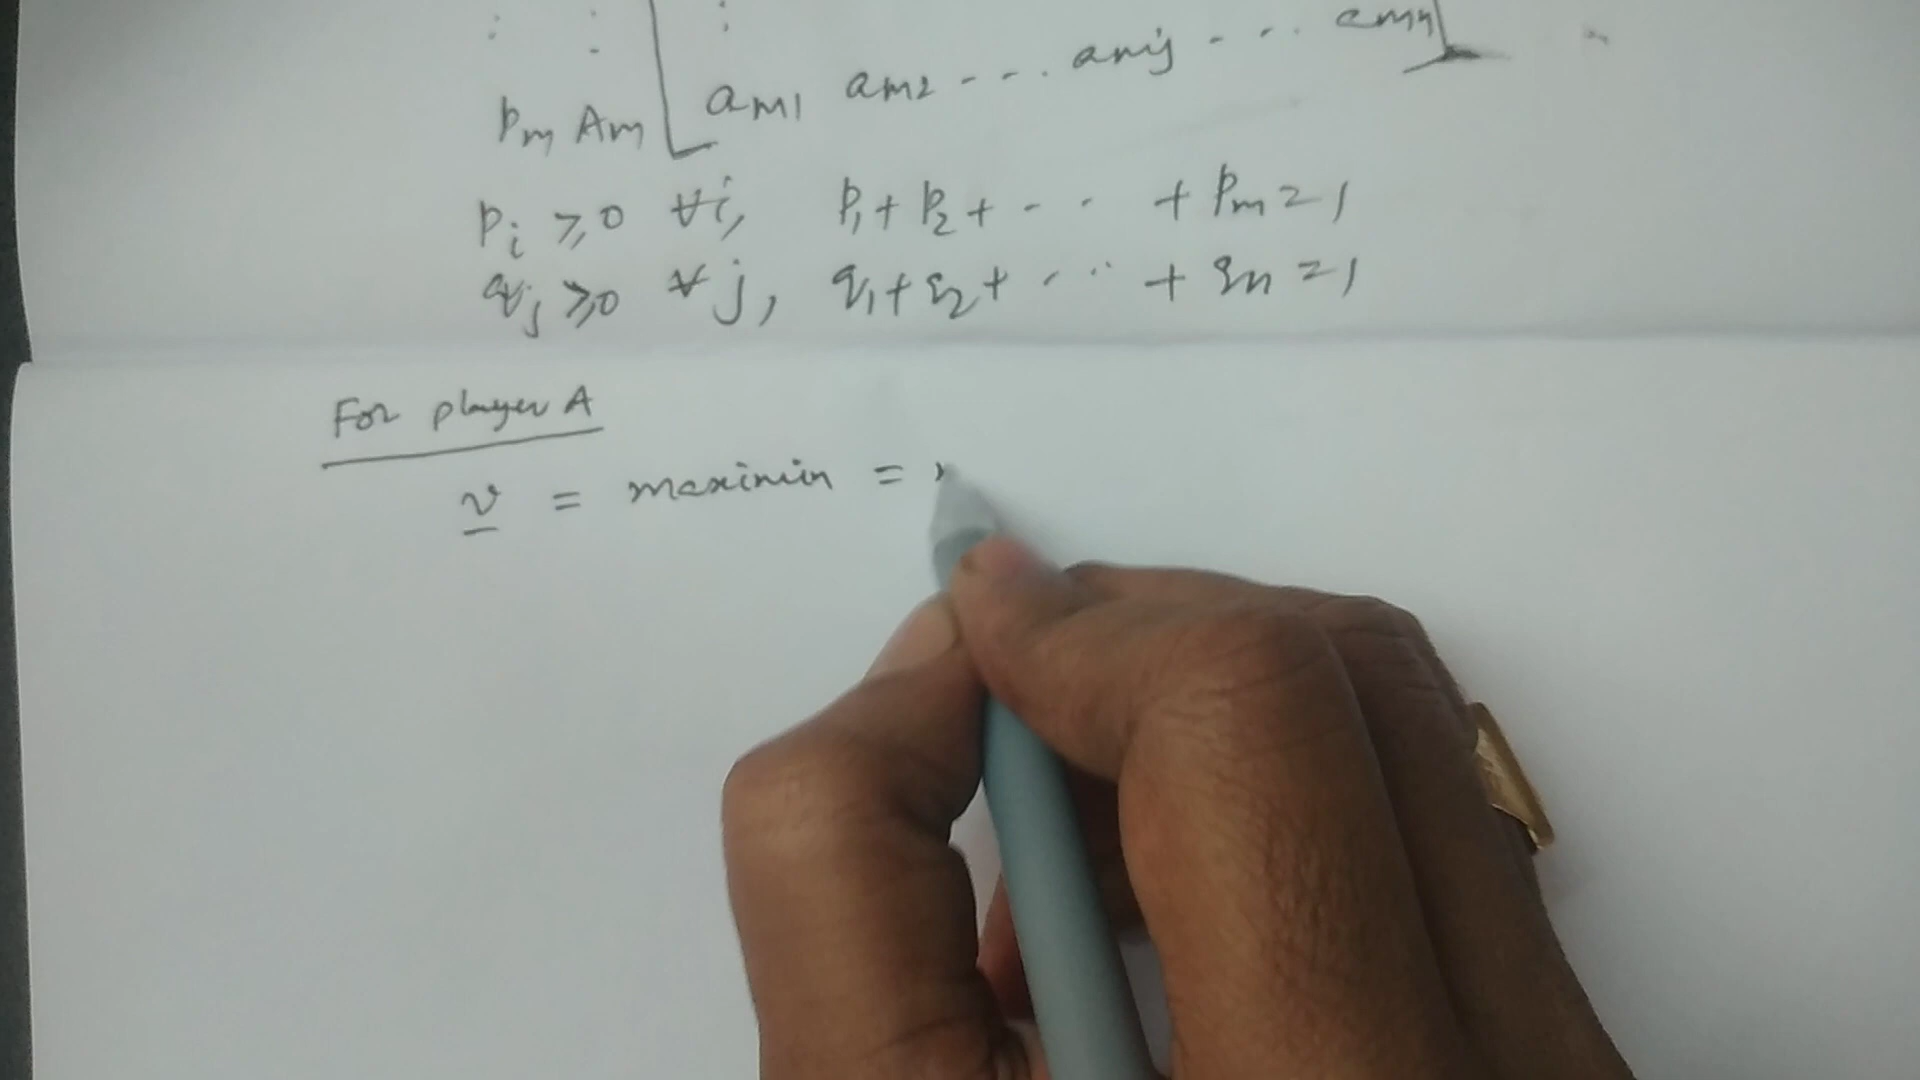 Pm Am am1 am2 --.. amj - .. amn
Pi ≥0 ∀i, P1+ P2+ - .. + Pm=1
qj ≥0 ∀j, q1+q2+ .. + qn=1
For player A
v = maximin =